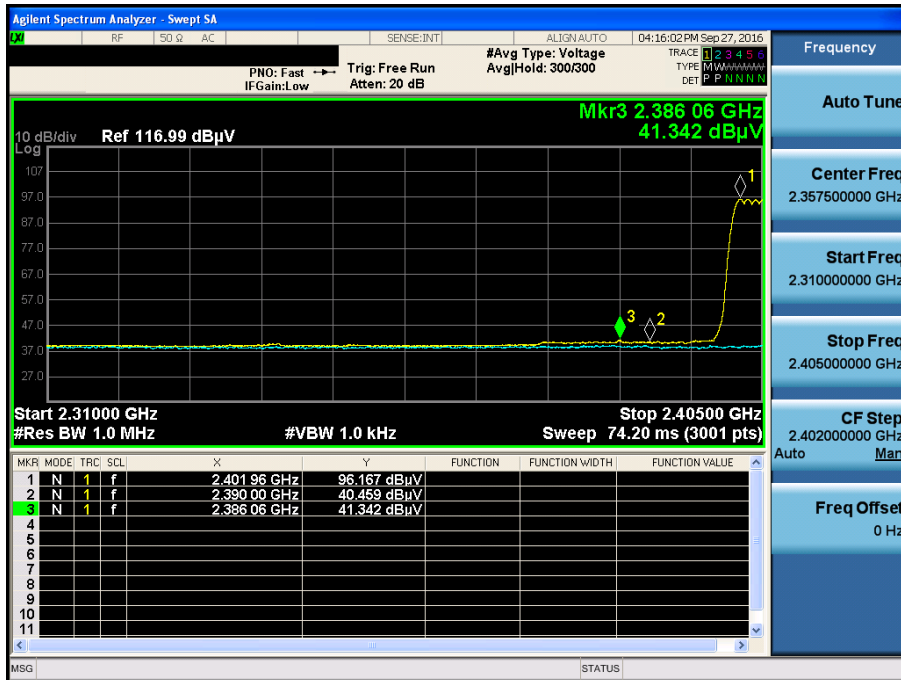 Agilent Spectrum Analyzer - Swept SA
LXI RF 50 Ω AC SENSE:INT ALIGN AUTO 04:16:02 PM Sep 27, 2016
PNO: Fast Trig: Free Run #Avg Type: Voltage TRACE 1 2 3 4 5 6
IFGain:Low Atten: 20 dB Avg|Hold: 300/300 TYPE M W
DET P P N N N N
Mkr3 2.386 06 GHz
41.342 dBµV
10 dB/div Ref 116.99 dBµV
Log
107
97.0
87.0
77.0
67.0
57.0
47.0
37.0
27.0
1
3
2
Start 2.31000 GHz Stop 2.40500 GHz
#Res BW 1.0 MHz #VBW 1.0 kHz Sweep 74.20 ms (3001 pts)
MKR MODE TRC SCL X Y FUNCTION FUNCTION WIDTH FUNCTION VALUE
1 N 1 f 2.401 96 GHz 96.167 dBµV
2 N 1 f 2.390 00 GHz 40.459 dBµV
3 N 1 f 2.386 06 GHz 41.342 dBµV
4
5
6
7
8
9
10
11
MSG STATUS
Frequency
Auto Tune
Center Freq
2.357500000 GHz
Start Freq
2.310000000 GHz
Stop Freq
2.405000000 GHz
CF Step
2.402000000 GHz
Auto Man
Freq Offset
0 Hz